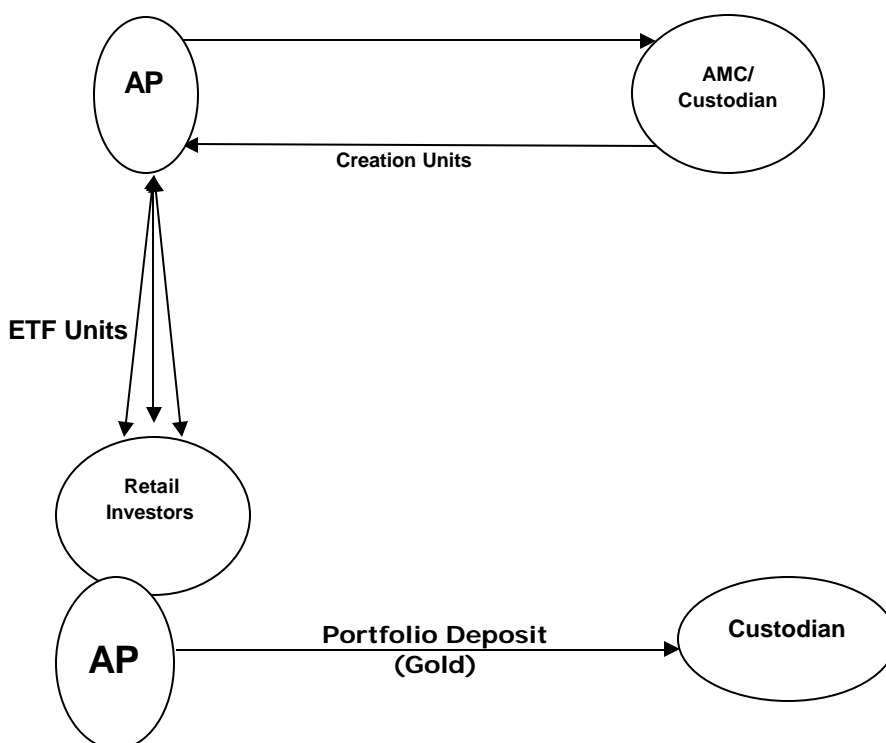 AP
AMC/
Custodian
Creation Units
ETF Units
Retail
Investors
AP
Portfolio Deposit
(Gold)
Custodian